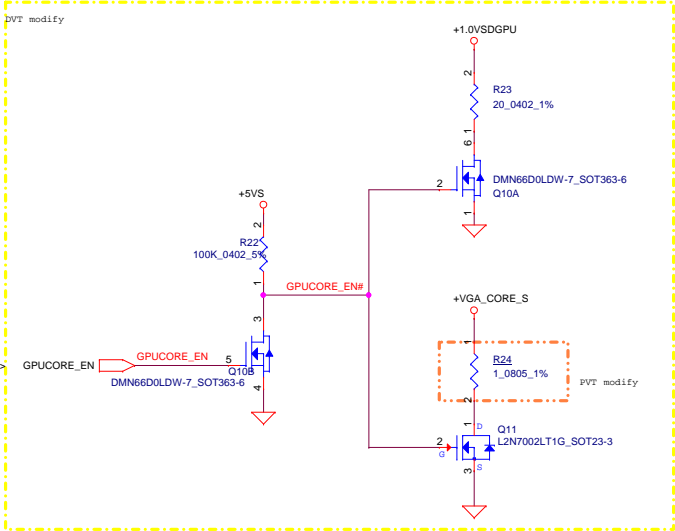 DVT modify
+1.0VSDGPU
2
R23
20_0402_1%
1
6
2
DMN66D0LDW-7_SOT363-6
Q10A
1
+5VS
2
R22
100K_0402_5%
1
GPUCORE_EN#
3
GPUCORE_EN
GPUCORE_EN
5
Q10B
DMN66D0LDW-7_SOT363-6
4
+VGA_CORE_S
1
R24
1_0805_1%
PVT modify
2
1
D
Q11
L2N7002LT1G_SOT23-3
2
G
3
S